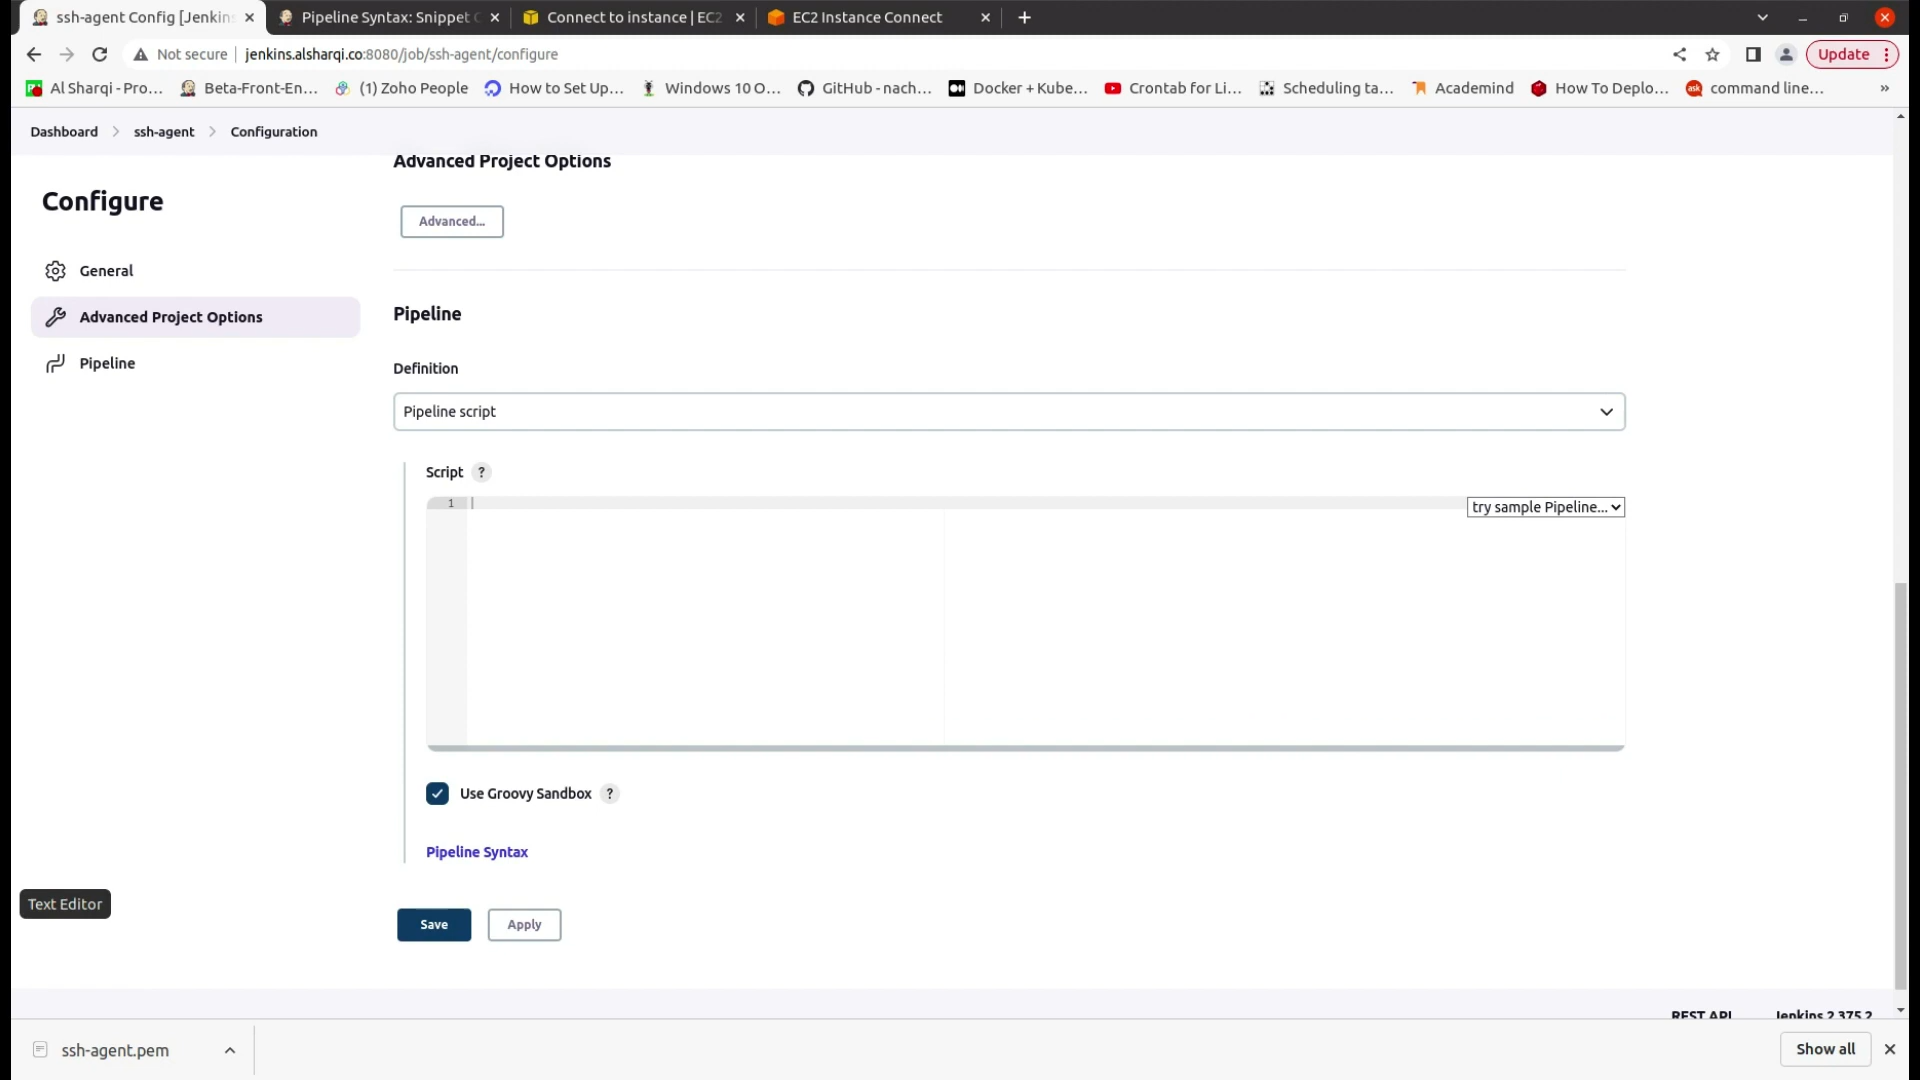 ssh-agent Config [Jenkins
Pipeline Syntax: Snippet
Connect to instance | EC2
EC2 Instance Connect
Not secure
jenkins.alsharqi.co:8080/job/ssh-agent/configure
Update
Al Sharqi - Pro...
Beta-Front-En...
(1) Zoho People
How to Set Up,...
Windows 10 O...
GitHub - nach...
Docker + Kube...
Crontab for Li...
Scheduling ta...
Academind
How To Deplo...
command line...
»
Dashboard
ssh-agent
Configuration
Advanced Project Options
Configure
Advanced...
General
Advanced Project Options
Pipeline
Pipeline
Definition
Pipeline script
Script ?
1
try sample Pipeline...
Use Groovy Sandbox ?
Pipeline Syntax
Text Editor
Save
Apply
REST API
Jenkins 2.375.2
ssh-agent.pem
Show all